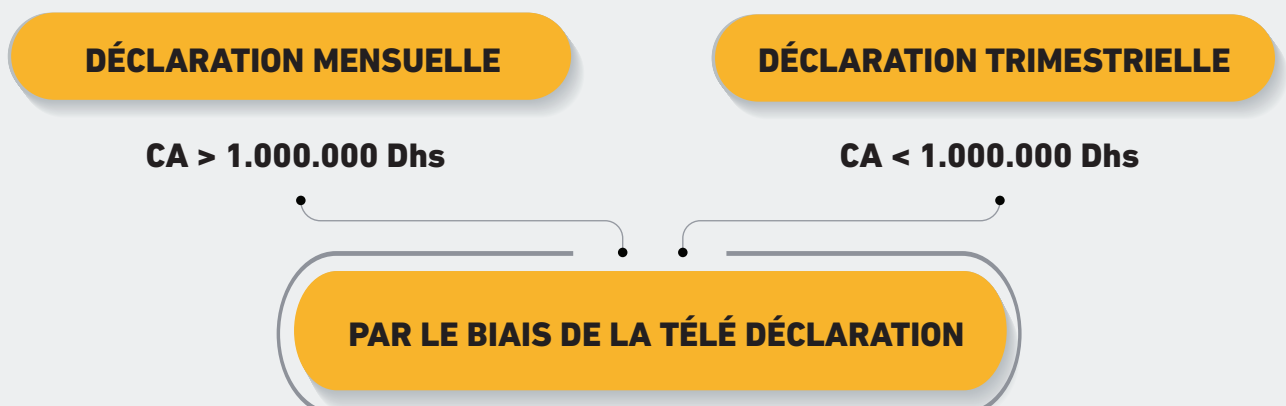 DÉCLARATION MENSUELLE
DÉCLARATION TRIMESTRIELLE
CA > 1.000.000 Dhs
CA < 1.000.000 Dhs
PAR LE BIAIS DE LA TÉLÉ DÉCLARATION